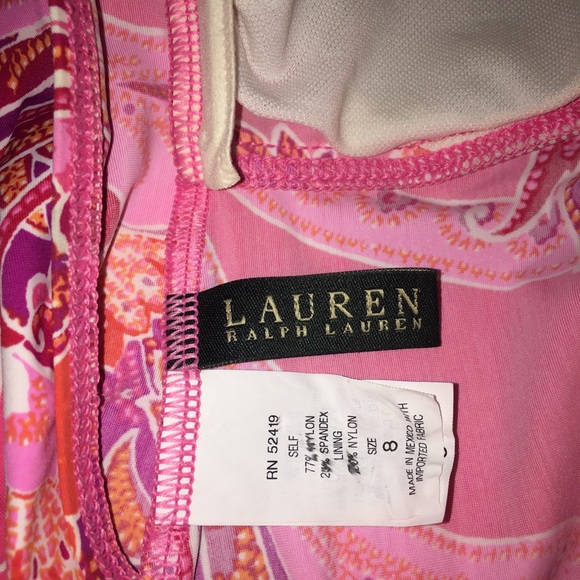 LAUREN
RALPH LAUREN
RN 52419
SELF
77% NYLON
SPANDEX
LINING
NYLON
SIZE
8
MADE IN MEXICO WITH
IMPORTED FABRIC